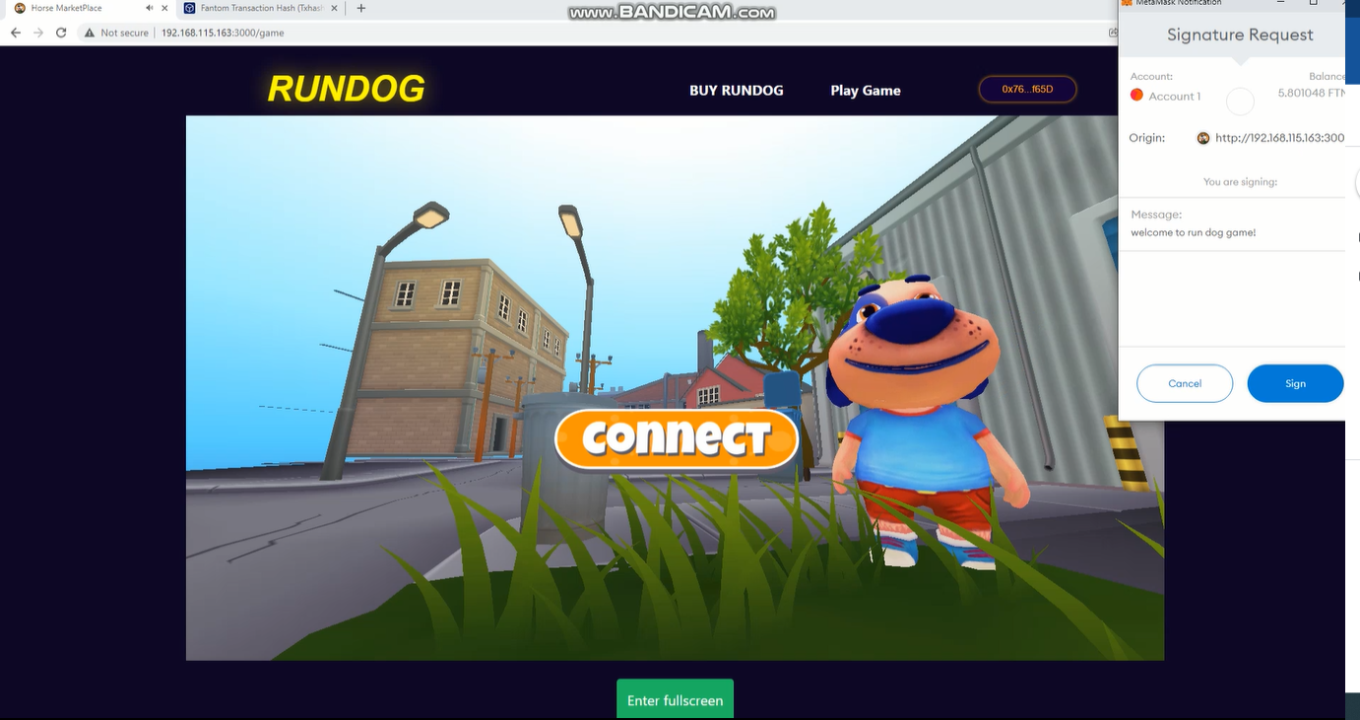 Horse MarketPlace
Fantom Transaction Hash (Txhas
www.BANDICAM.com
MetaMask Notification
Not secure
192.168.115.163:3000/game
Signature Request
RUNDOG
BUY RUNDOG
Play Game
0x76...f65D
Account:
Balance
Account 1
5.801048 FTM
Origin:
http://192.168.115.163:300
You are signing:
Message:
welcome to run dog game!
Cancel
Sign
CONNECT
Enter fullscreen